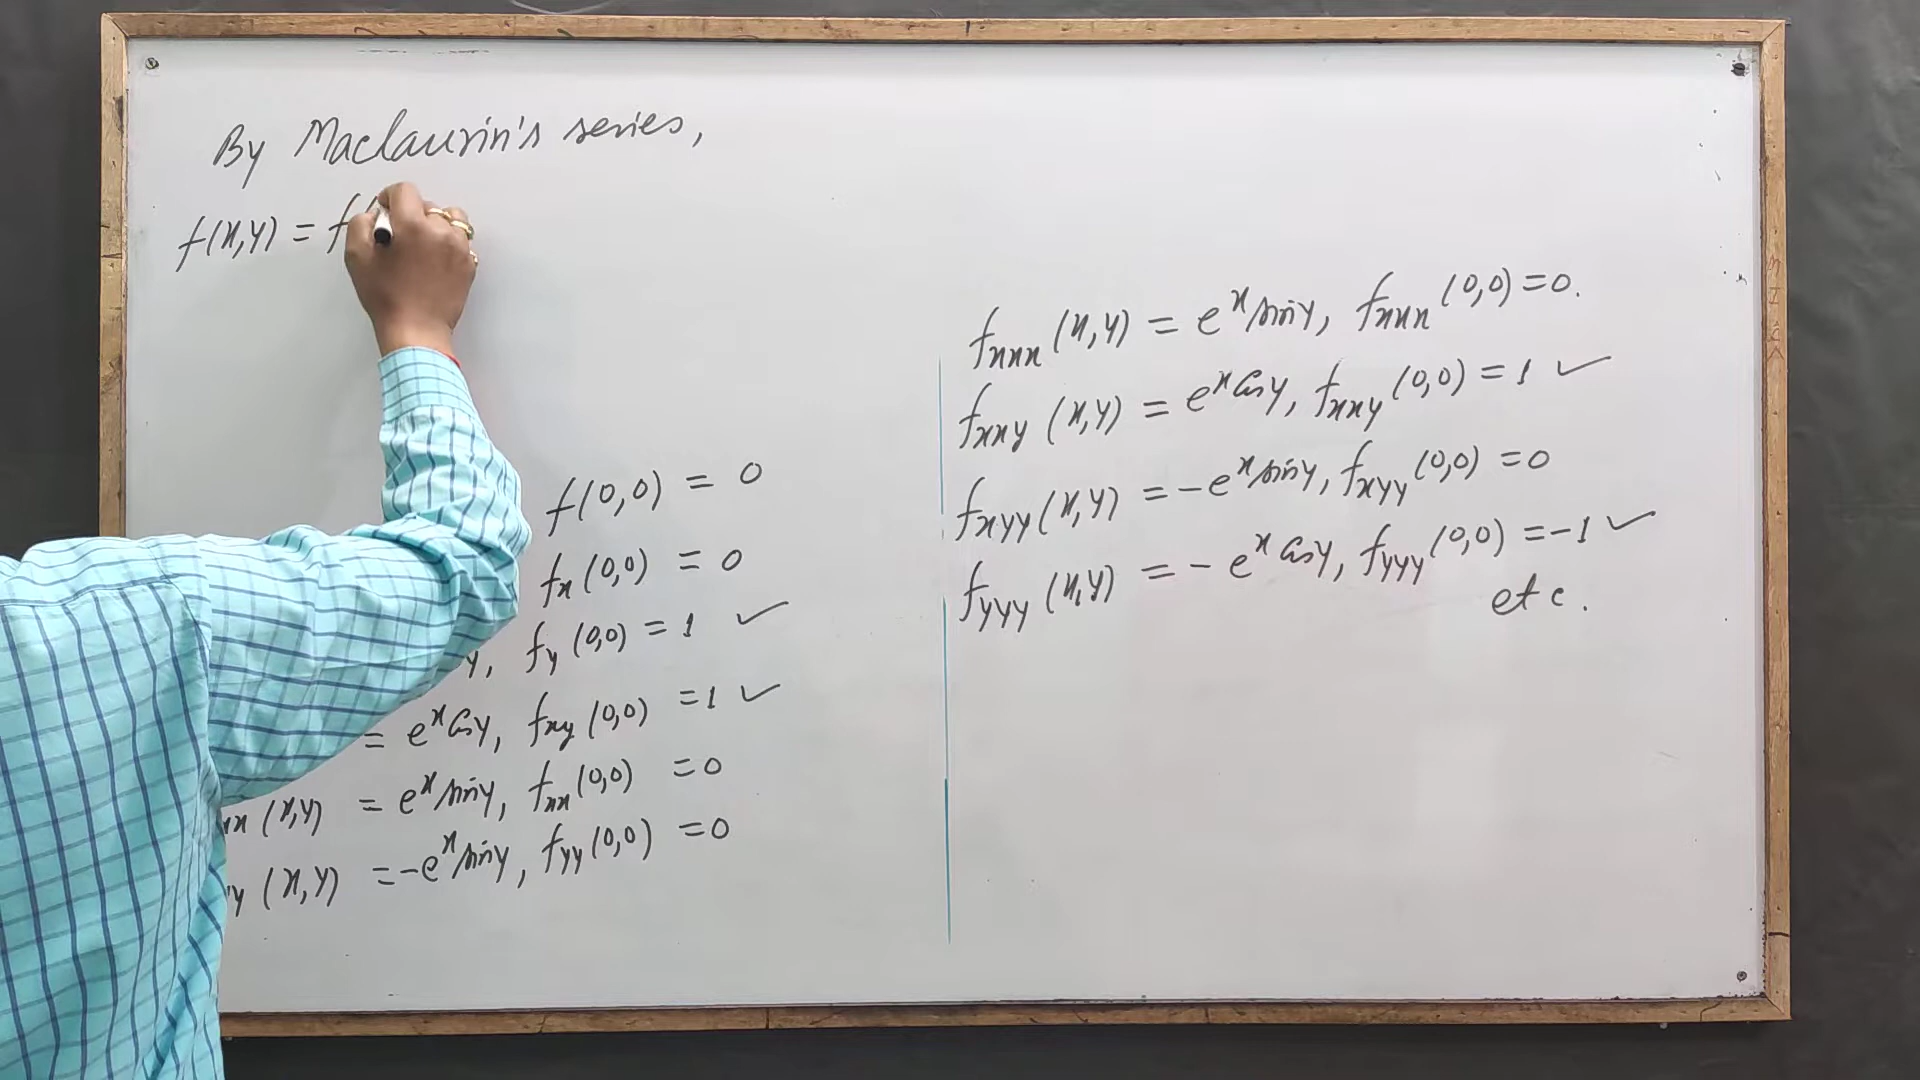 By Maclaurin's series,
f(x,y) = f(
f(0,0) = 0
fx(0,0) = 0
y, fy(0,0) = 1 ✓
= e^x cos y, fxy(0,0) = 1 ✓
xx (x,y) = e^x sin y, fxx(0,0) = 0
yy (x,y) = -e^x sin y, fyy(0,0) = 0
fxxx (x,y) = e^x sin y, fxxx (0,0) = 0.
fxxy (x,y) = e^x cos y, fxxy (0,0) = 1 ✓
fxyy (x,y) = -e^x sin y, fxyy (0,0) = 0
fyyy (x,y) = -e^x cos y, fyyy (0,0) = -1 ✓
etc.